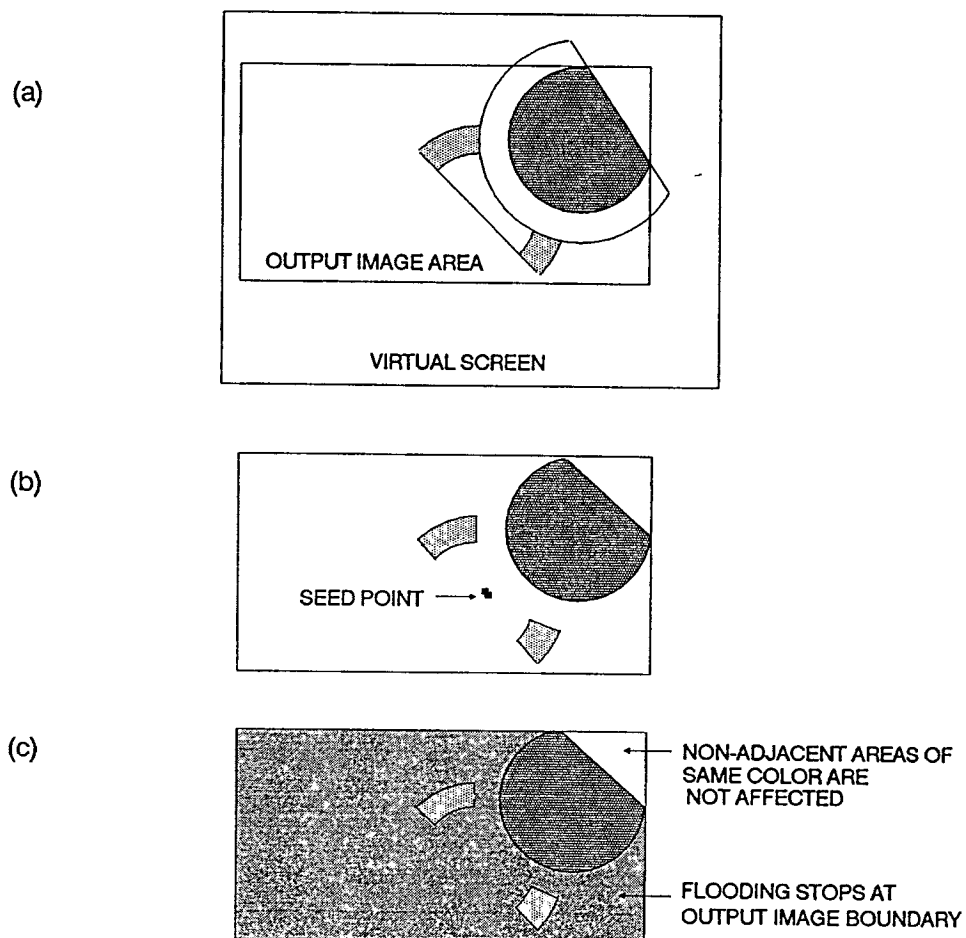 (a)
OUTPUT IMAGE AREA
VIRTUAL SCREEN
(b)
SEED POINT
(c)
NON-ADJACENT AREAS OF
SAME COLOR ARE
NOT AFFECTED
FLOODING STOPS AT
OUTPUT IMAGE BOUNDARY